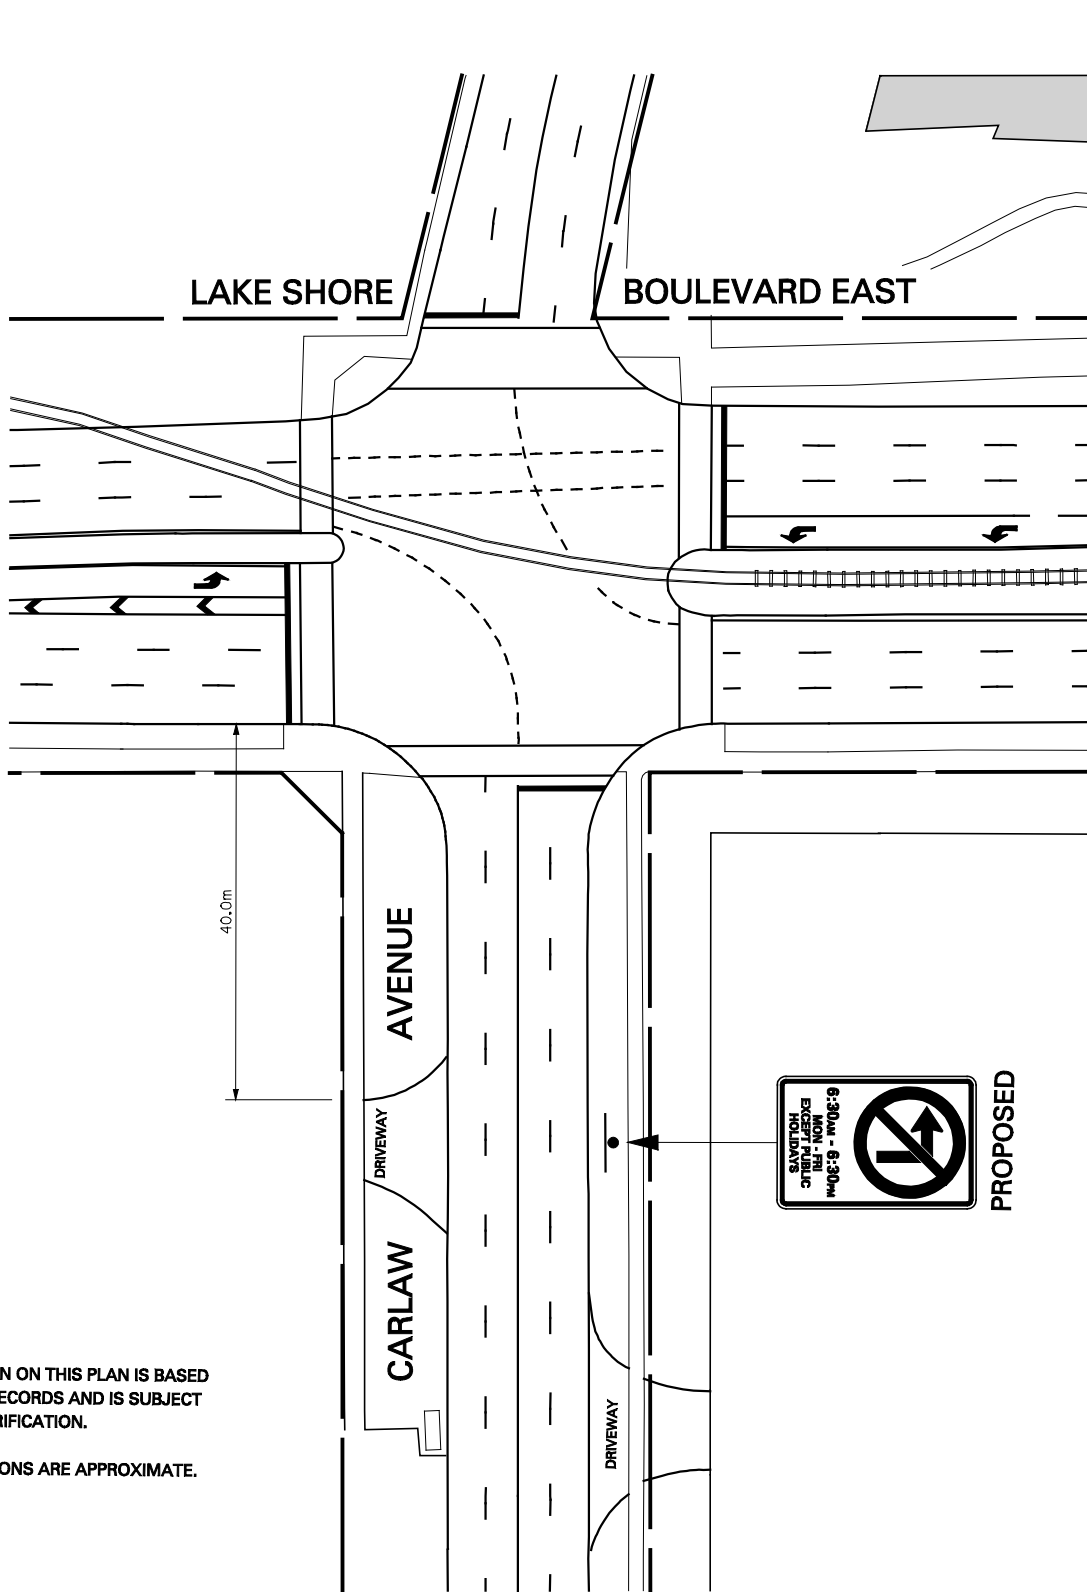 LAKE SHORE BOULEVARD EAST
40.0m
AVENUE
DRIVEWAY
CARLAW
6:30AM - 6:30PM
MON - FRI
EXCEPT PUBLIC
HOLIDAYS
PROPOSED
DRIVEWAY
N ON THIS PLAN IS BASED
ECORDS AND IS SUBJECT
RIFICATION.
ONS ARE APPROXIMATE.